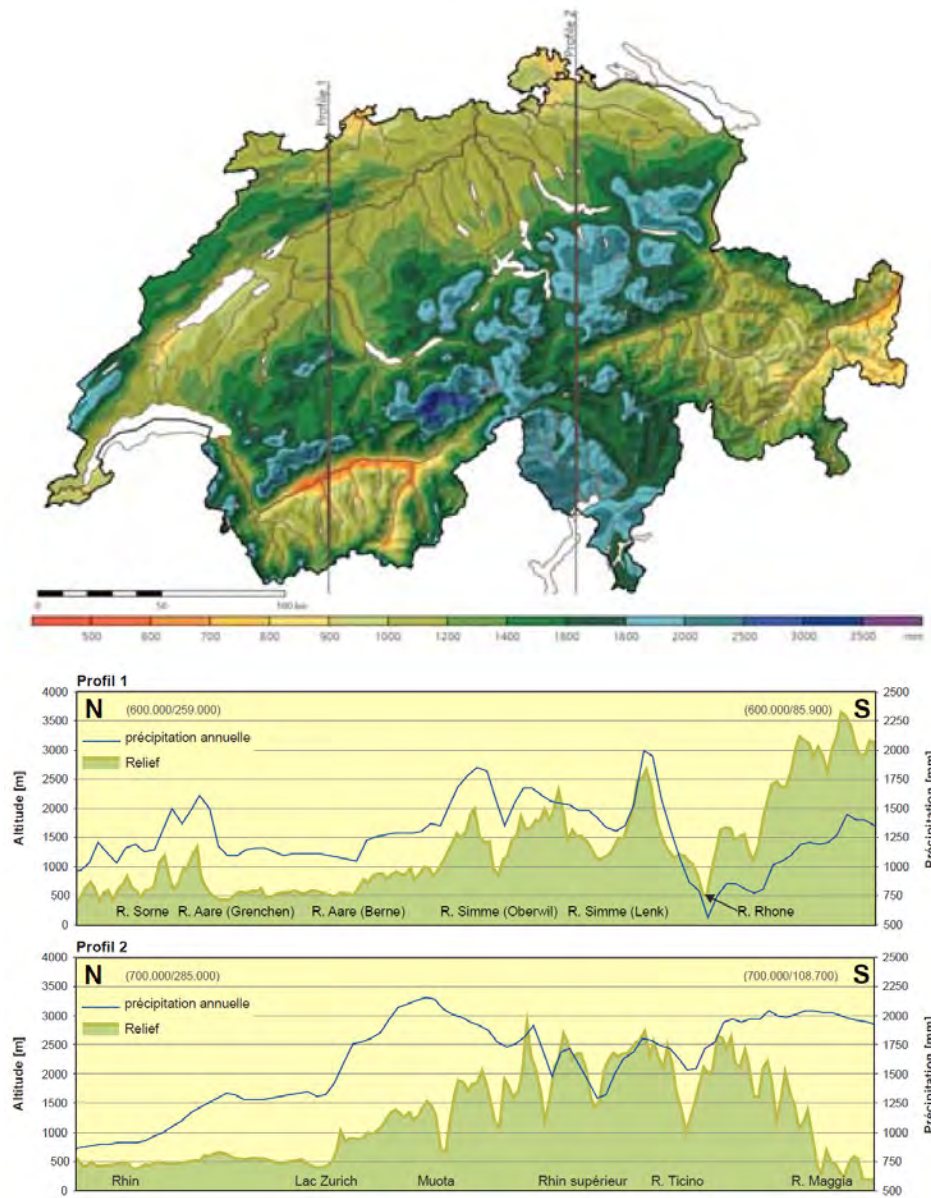 Profile 1
Profile 2
0 50 100 km
500 600 700 800 900 1000 1200 1400 1600 1800 2000 2500 3000 3500 mm
Profil 1
N (600.000/259.000) (600.000/85.900) S
précipitation annuelle
Relief
Altitude [m]
4000
3500
3000
2500
2000
1500
1000
500
0
Précipitation [mm]
2500
2250
2000
1750
1500
1250
1000
750
500
R. Sorne R. Aare (Grenchen) R. Aare (Berne) R. Simme (Oberwil) R. Simme (Lenk) R. Rhone
Profil 2
N (700.000/285.000) (700.000/108.700) S
précipitation annuelle
Relief
Altitude [m]
4000
3500
3000
2500
2000
1500
1000
500
0
Précipitation [mm]
2500
2250
2000
1750
1500
1250
1000
750
500
Rhin Lac Zurich Muota Rhin supérieur R. Ticino R. Maggia